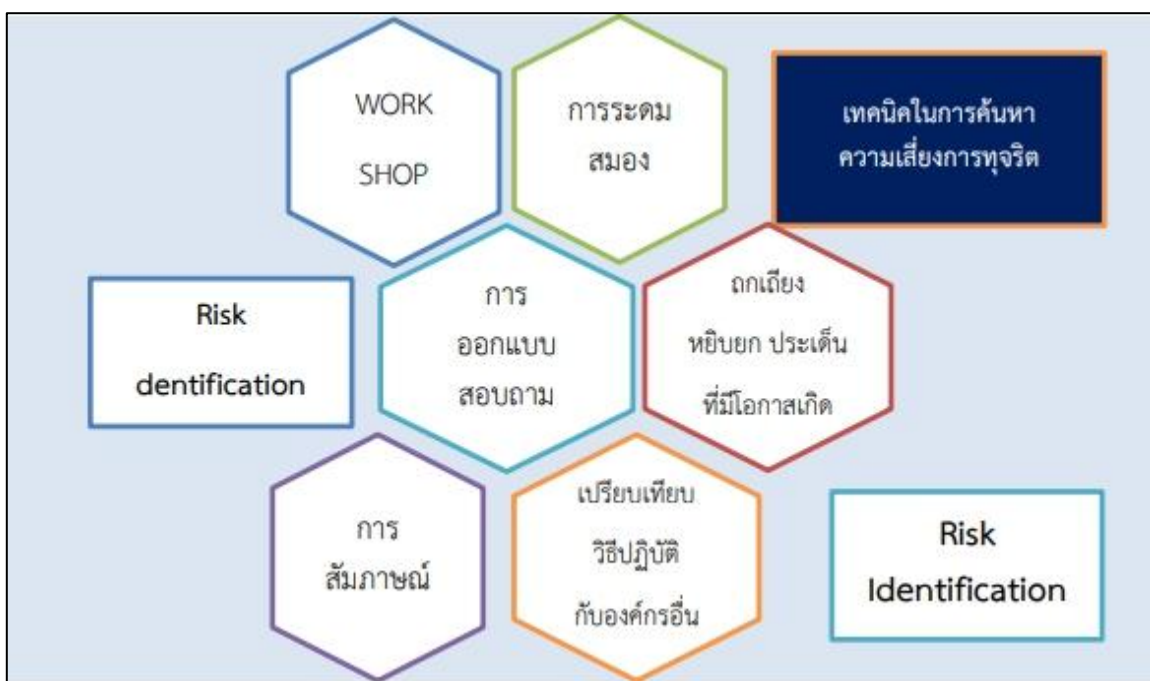 WORK
SHOP
การระดม
สมอง
เทคนิคในการค้นหา
ความเสี่ยงการทุจริต
Risk
dentification
การ
ออกแบบ
สอบถาม
ถกเถียง
หยิบยก ประเด็น
ที่มีโอกาสเกิด
การ
สัมภาษณ์
เปรียบเทียบ
วิธีปฏิบัติ
กับองค์กรอื่น
Risk
Identification